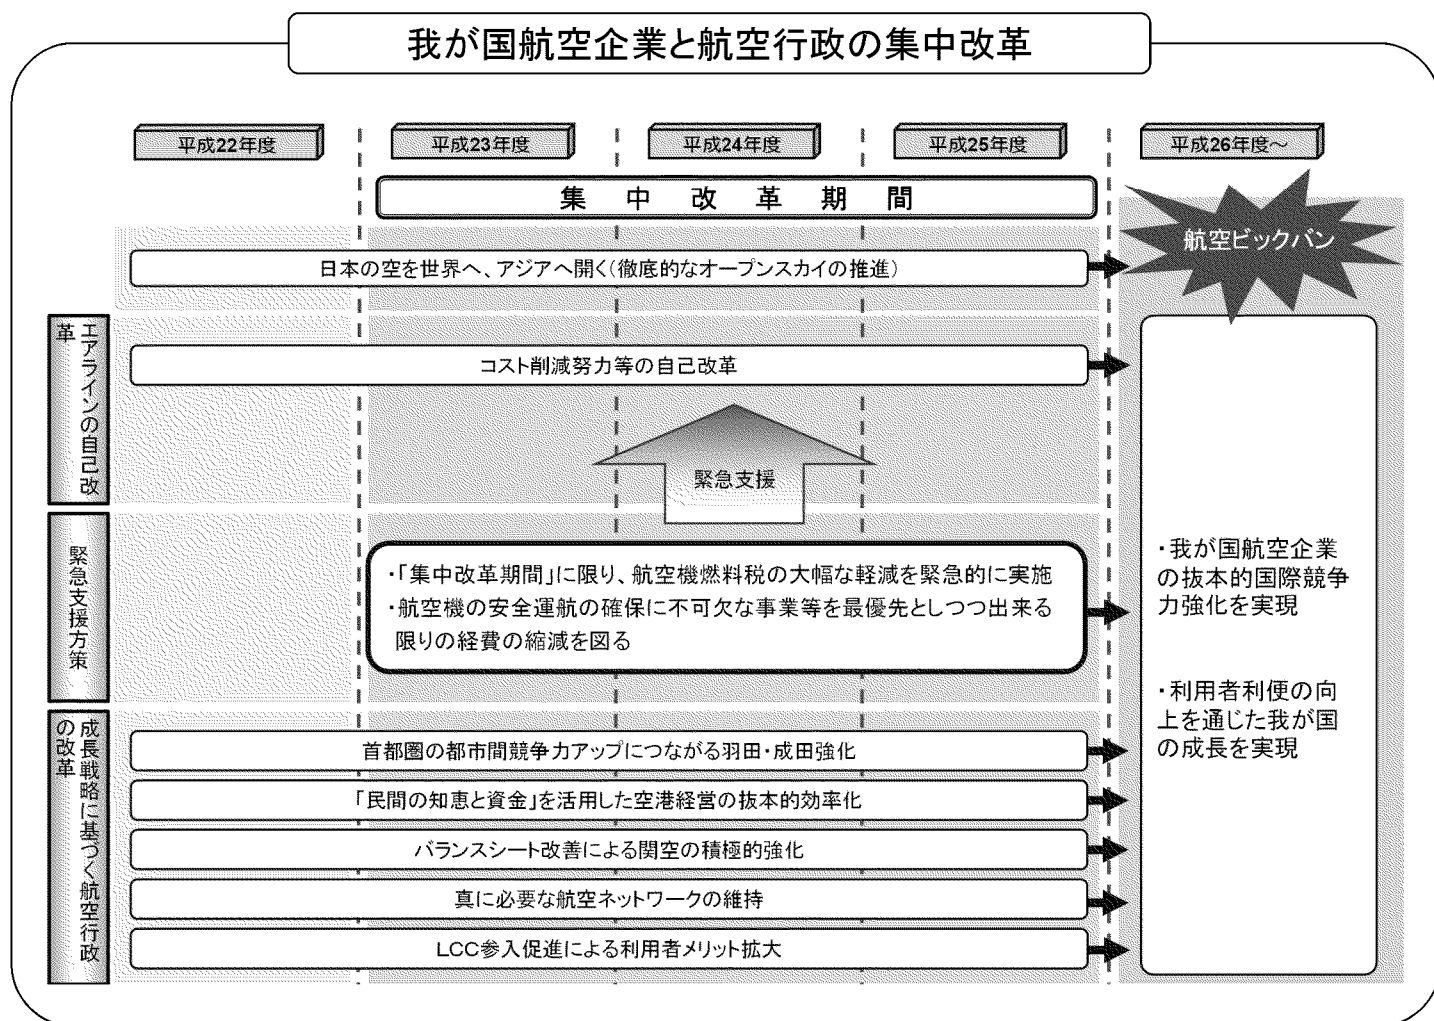 我が国航空企業と航空行政の集中改革
平成22年度
平成23年度
平成24年度
平成25年度
平成26年度～
集中改革期間
航空ビックバン
日本の空を世界へ、アジアへ開く(徹底的なオープンスカイの推進)
エアラインの自己改
革
コスト削減努力等の自己改革
緊急支援
緊急支援方策
・「集中改革期間」に限り、航空機燃料税の大幅な軽減を緊急的に実施
・航空機の安全運航の確保に不可欠な事業等を最優先としつつ出来る
限りの経費の縮減を図る
成長戦略に基づく航空行政
の改革
首都圏の都市間競争力アップにつながる羽田・成田強化
「民間の知恵と資金」を活用した空港経営の抜本的効率化
バランスシート改善による関空の積極的強化
真に必要な航空ネットワークの維持
LCC参入促進による利用者メリット拡大
・我が国航空企業
の抜本的国際競争
力強化を実現
・利用者利便の向
上を通じた我が国
の成長を実現